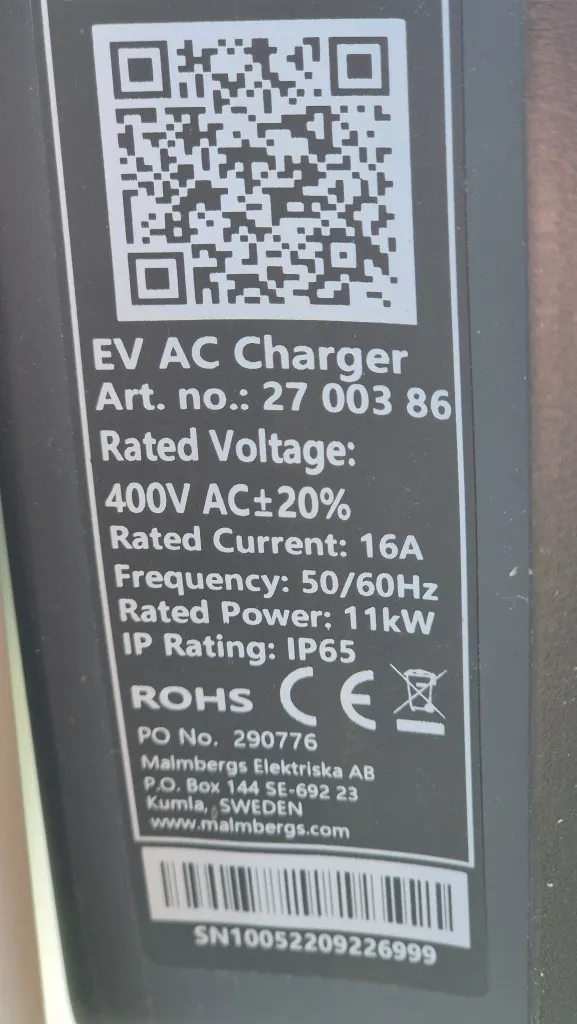 EV AC Charger
Art. no.: 27 003 86
Rated Voltage:
400V AC±20%
Rated Current: 16A
Frequency: 50/60Hz
Rated Power: 11kW
IP Rating: IP65
ROHS CE
PO No. 290776
Malmbergs Elektriska AB
P.O. Box 144 SE-692 23
Kumla, SWEDEN
www.malmbergs.com
SN10052209226999